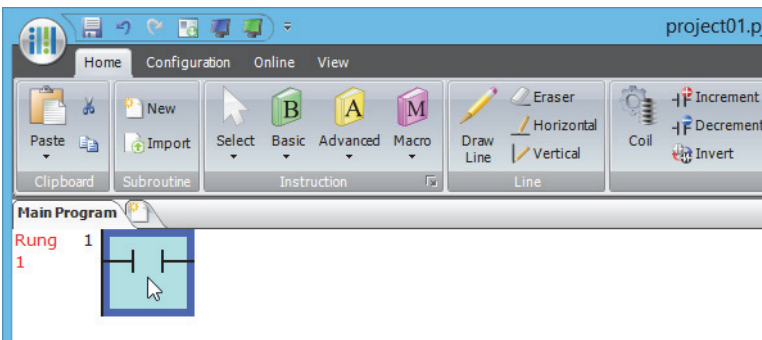 project01.p
Home Configuration Online View
Paste
New
Import
Select Basic Advanced Macro
B A M
Draw Line
Eraser
Horizontal
Vertical
Coil
Increment
Decrement
Invert
Clipboard Subroutine Instruction Line
Main Program
Rung 1
1